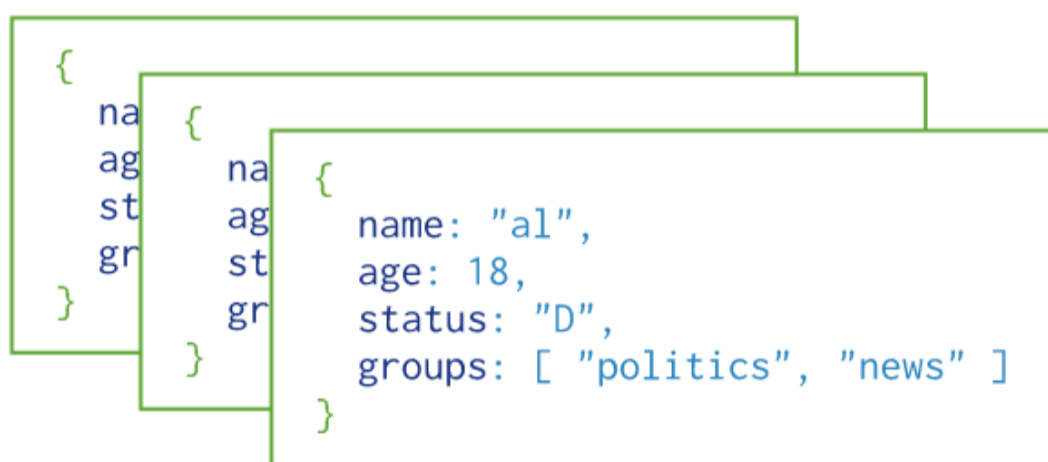 {
na
ag
st
gr
}
{
na
ag
st
gr
}
{
name: "al",
age: 18,
status: "D",
groups: [ "politics", "news" ]
}